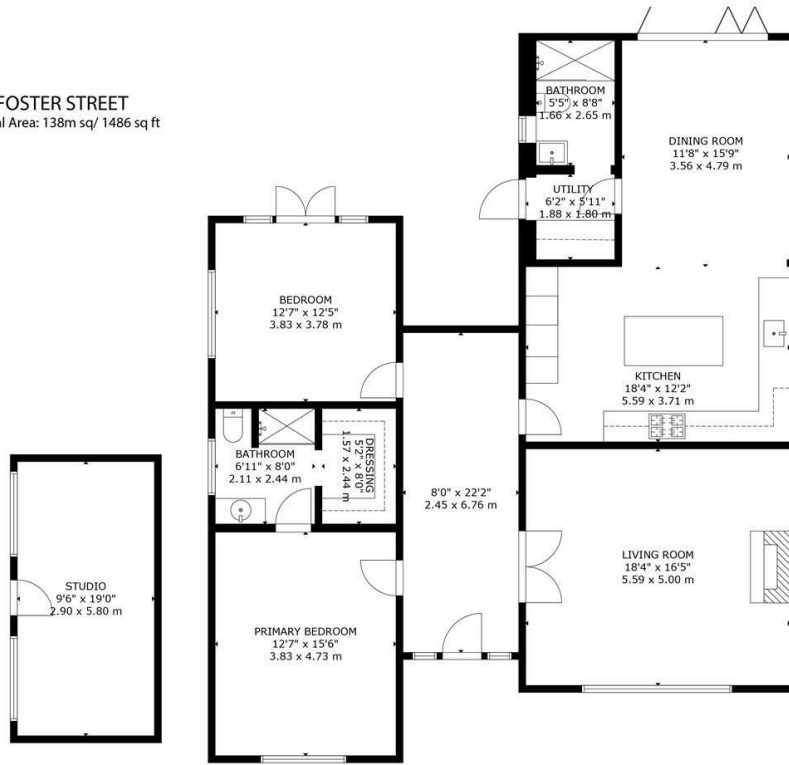 FOSTER STREET
l Area: 138m sq/ 1486 sq ft
BATHROOM
5'5" x 8'8"
1.66 x 2.65 m
DINING ROOM
11'8" x 15'9"
3.56 x 4.79 m
UTILITY
6'2" x 5'11"
1.88 x 1.80 m
BEDROOM
12'7" x 12'5"
3.83 x 3.78 m
KITCHEN
18'4" x 12'2"
5.59 x 3.71 m
BATHROOM
6'11" x 8'0"
2.11 x 2.44 m
DRESSING
5'2" x 8'0"
1.57 x 2.44 m
8'0" x 22'2"
2.45 x 6.76 m
LIVING ROOM
18'4" x 16'5"
5.59 x 5.00 m
STUDIO
9'6" x 19'0"
2.90 x 5.80 m
PRIMARY BEDROOM
12'7" x 15'6"
3.83 x 4.73 m